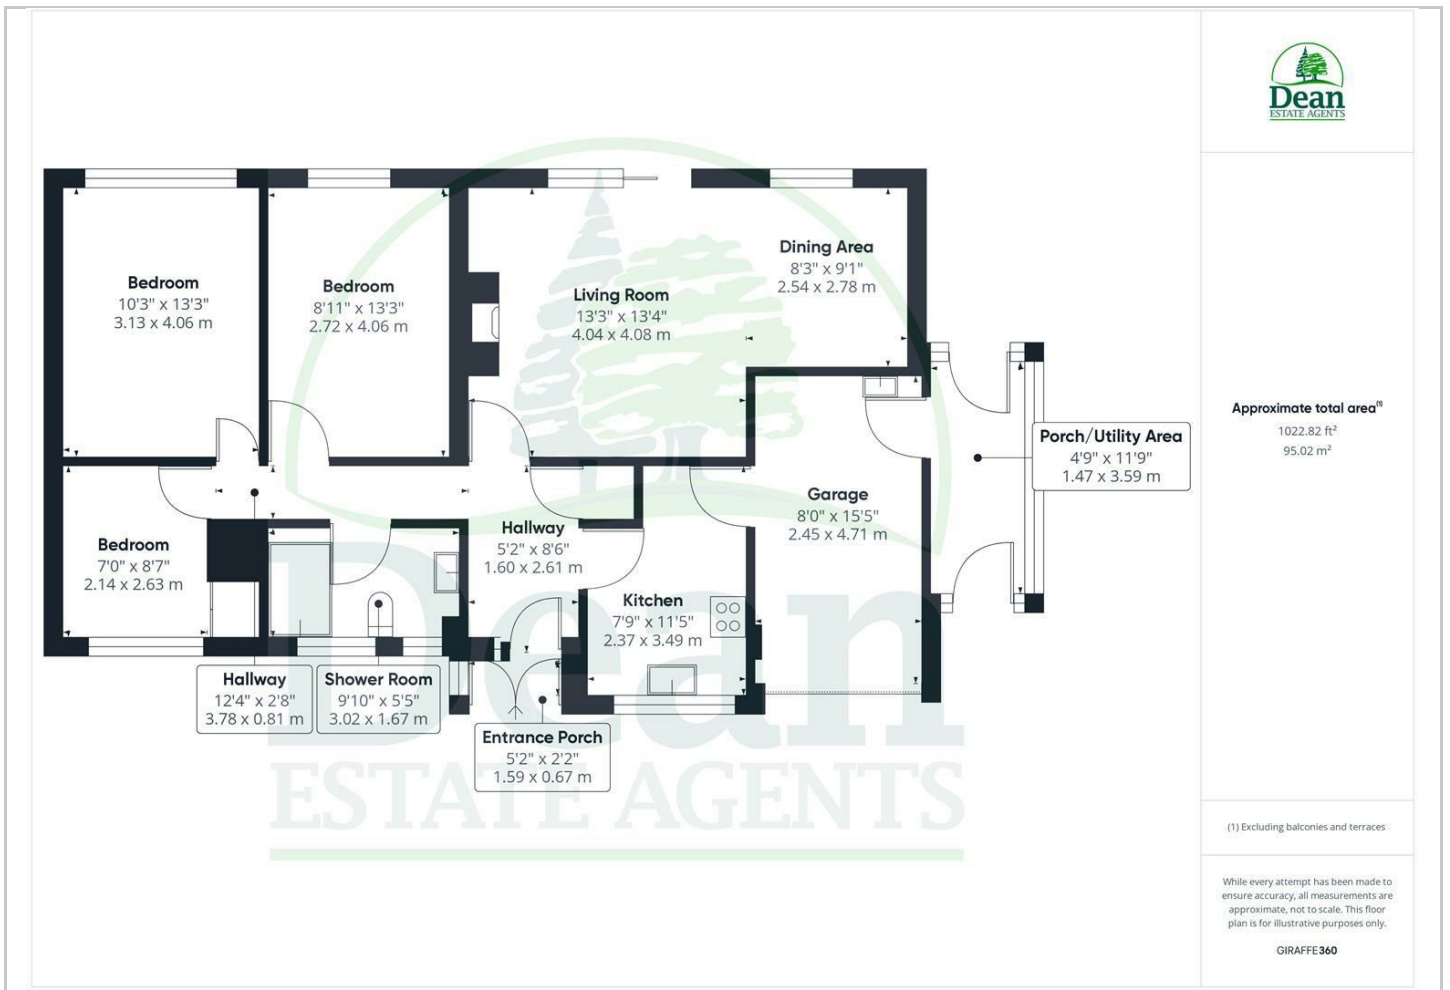 Dean
ESTATE AGENTS
Bedroom
10'3" x 13'3"
3.13 x 4.06 m
Bedroom
8'11" x 13'3"
2.72 x 4.06 m
Living Room
13'3" x 13'4"
4.04 x 4.08 m
Dining Area
8'3" x 9'1"
2.54 x 2.78 m
Porch/Utility Area
4'9" x 11'9"
1.47 x 3.59 m
Garage
8'0" x 15'5"
2.45 x 4.71 m
Hallway
5'2" x 8'6"
1.60 x 2.61 m
Bedroom
7'0" x 8'7"
2.14 x 2.63 m
Kitchen
7'9" x 11'5"
2.37 x 3.49 m
Hallway
12'4" x 2'8"
3.78 x 0.81 m
Shower Room
9'10" x 5'5"
3.02 x 1.67 m
Entrance Porch
5'2" x 2'2"
1.59 x 0.67 m
Dean
ESTATE AGENTS
Approximate total area(1)
1022.82 ft²
95.02 m²
(1) Excluding balconies and terraces
While every attempt has been made to
ensure accuracy, all measurements are
approximate, not to scale. This floor
plan is for illustrative purposes only.
GIRAFFE360